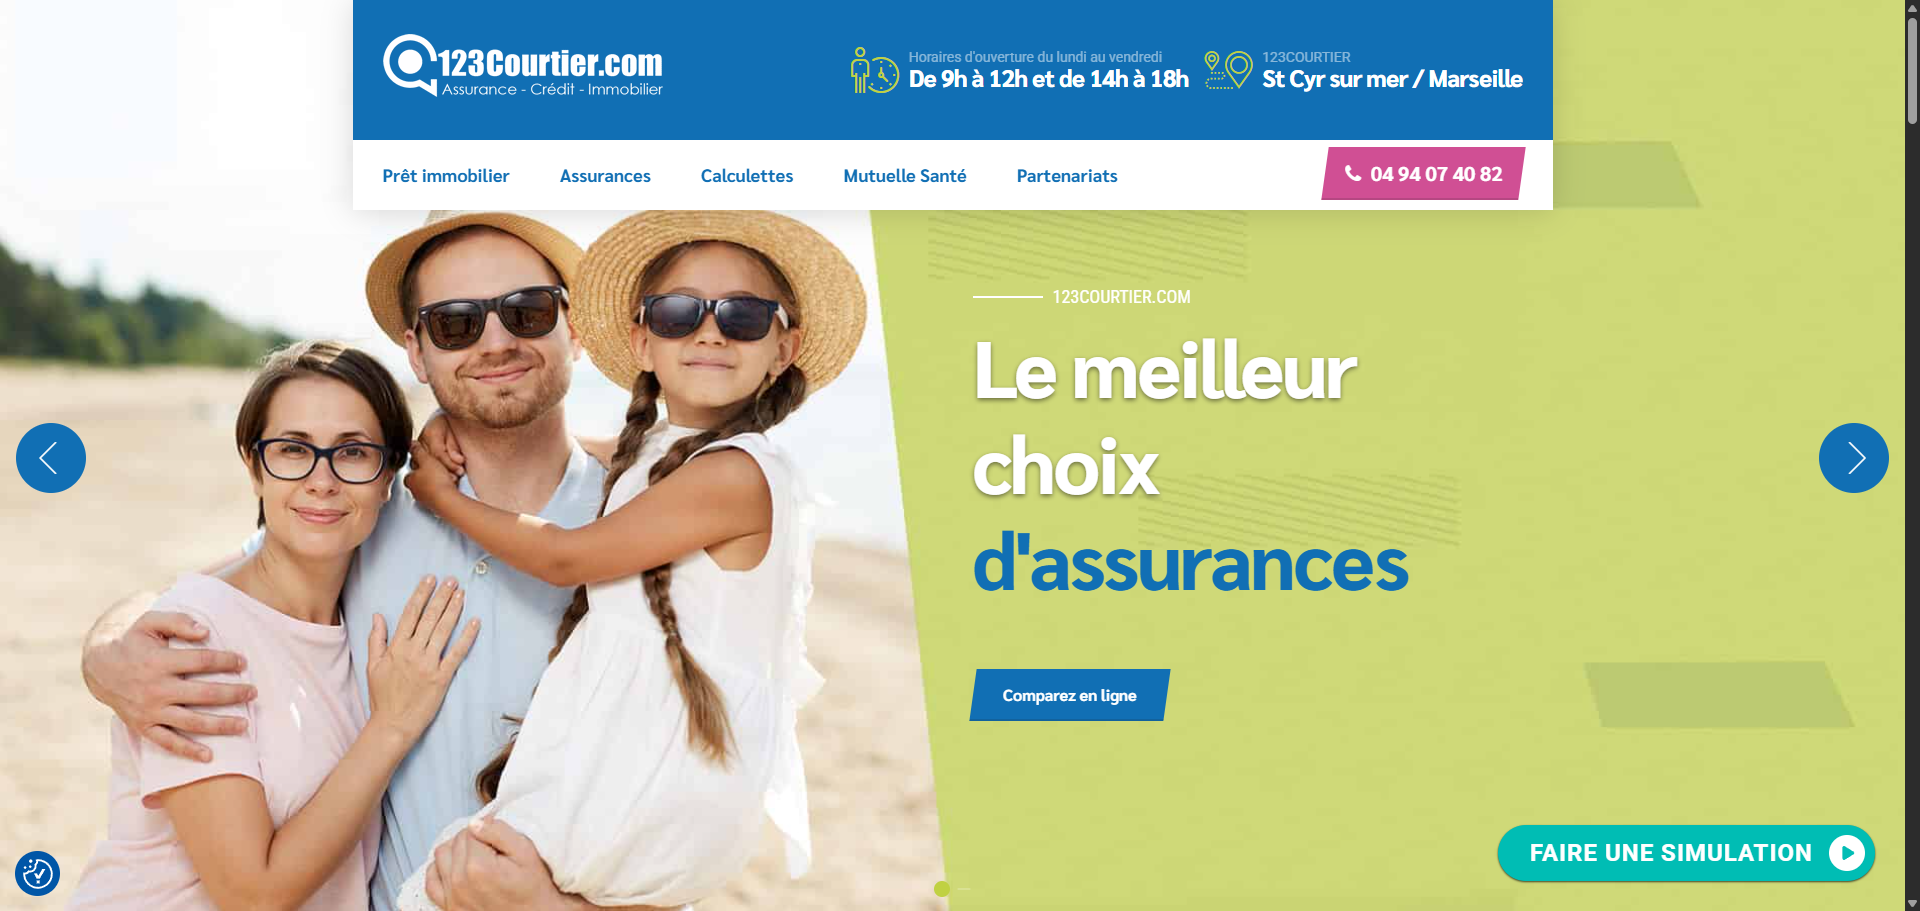 123Courtier.com
Assurance - Crédit - Immobilier
Horaires d'ouverture du lundi au vendredi
De 9h à 12h et de 14h à 18h
123COURTIER
St Cyr sur mer / Marseille
Prêt immobilier
Assurances
Calculettes
Mutuelle Santé
Partenariats
04 94 07 40 82
123COURTIER.COM
Le meilleur
choix
d'assurances
Comparez en ligne
FAIRE UNE SIMULATION